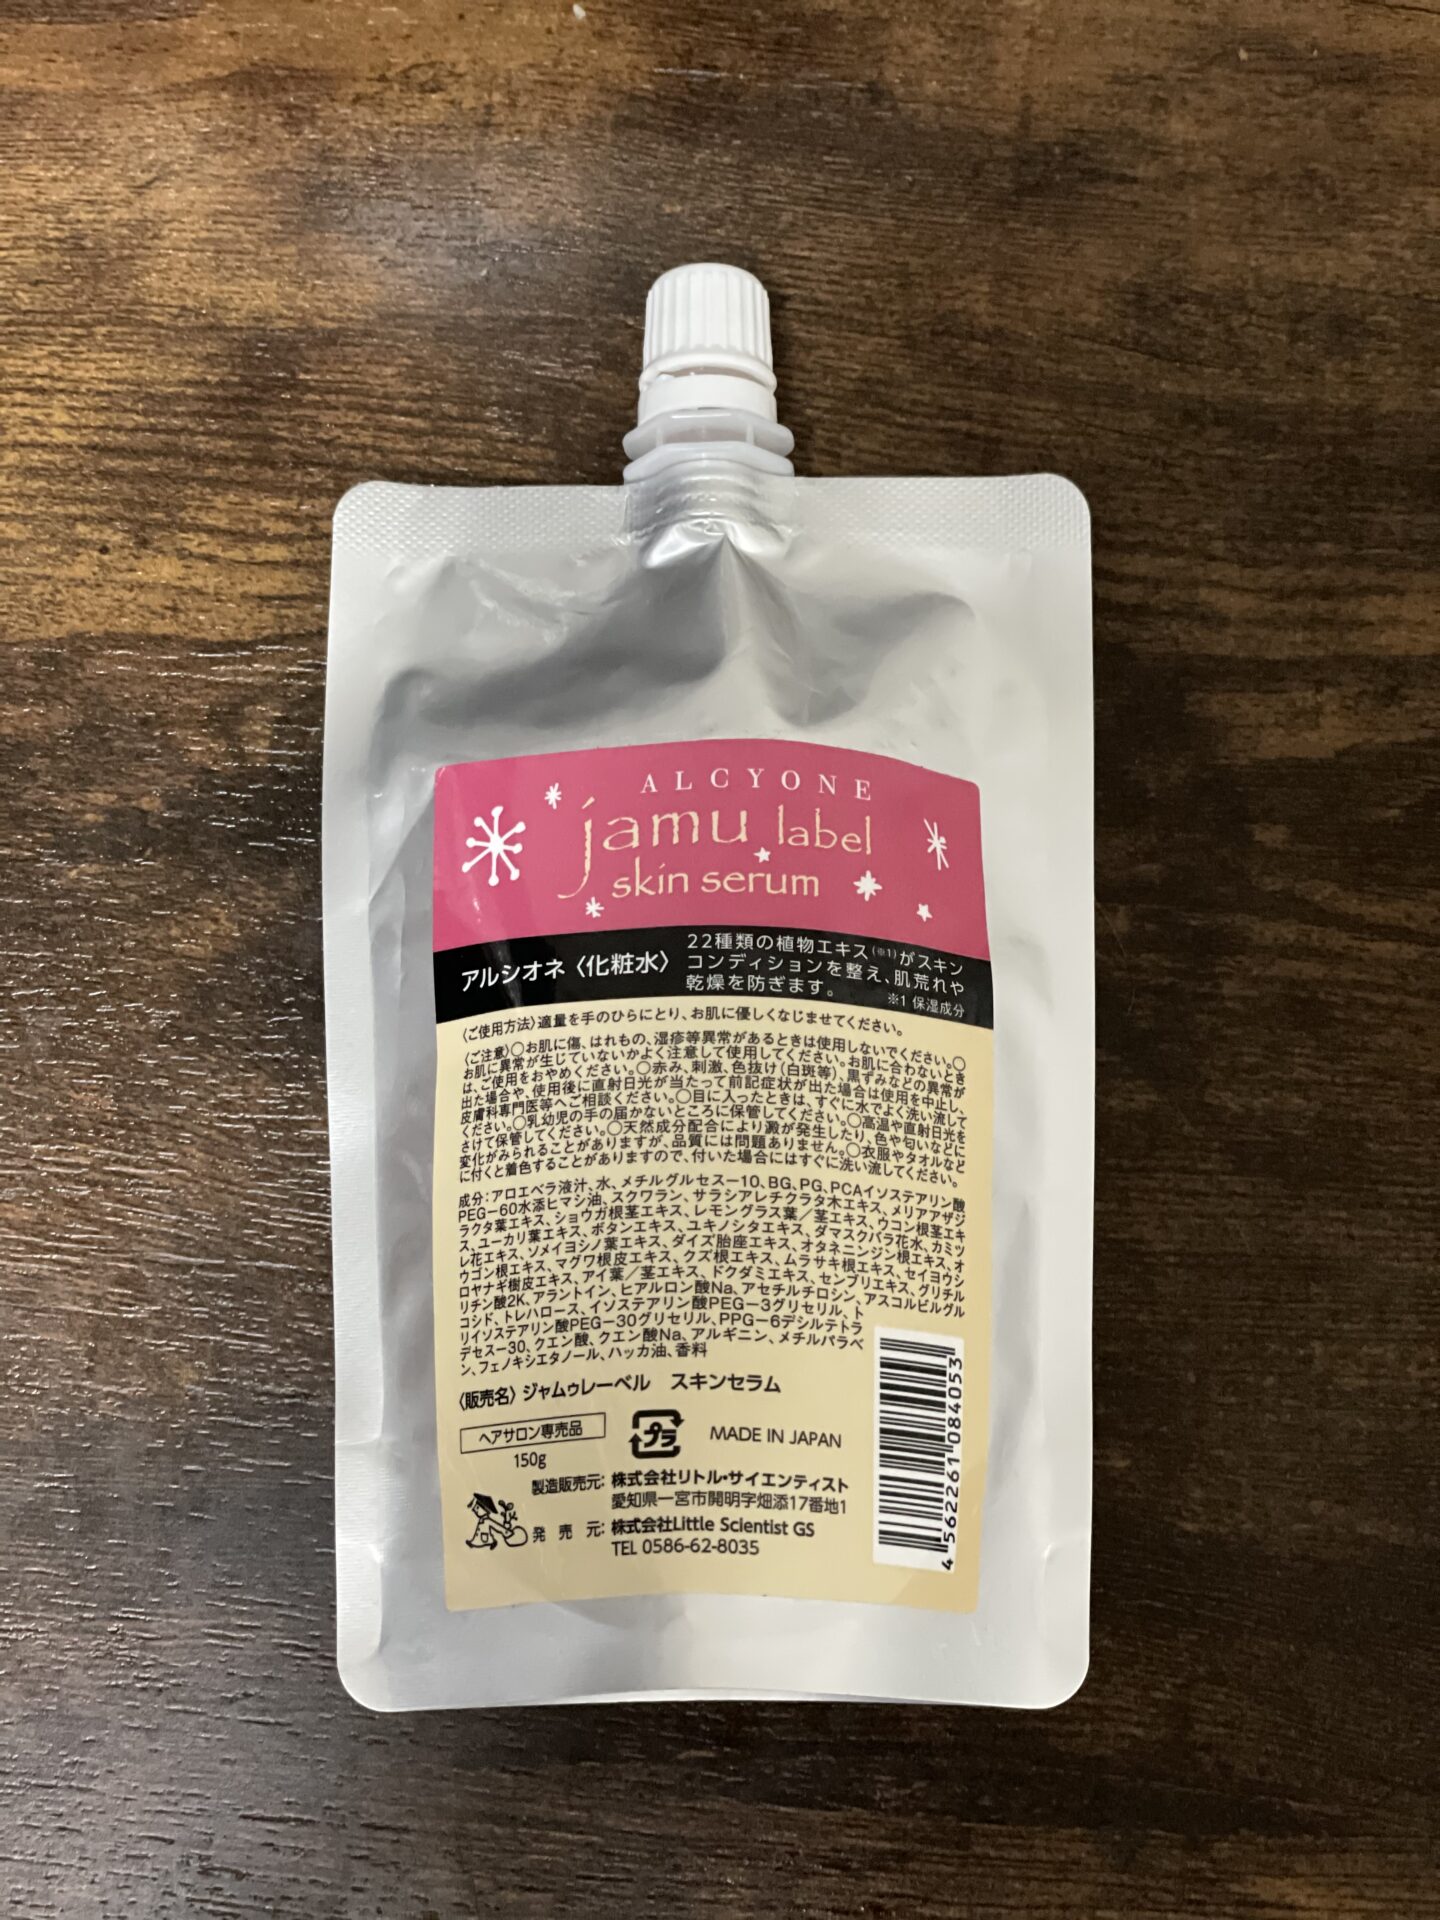 ALCYONE
jamu label
skin serum
アルシオネ〈化粧水〉
22種類の植物エキス(※1)がスキン
コンディションを整え、肌荒れや
乾燥を防ぎます。
※1 保湿成分
〈ご使用方法〉適量を手のひらにとり、お肌に優しくなじませてください。
〈ご注意〉○お肌に傷、はれもの、湿疹等異常があるときは使用しないでください。○
お肌に異常が生じていないかよく注意して使用してください。お肌に合わないとき
は、ご使用をおやめください。○赤み、刺激、色抜け(白斑等)、黒ずみなどの異常が
出た場合や、使用後に直射日光が当たって前記症状が出た場合は使用を中止し、
皮膚科専門医等へご相談ください。○目に入ったときは、すぐに水でよく洗い流して
ください。○乳幼児の手の届かないところに保管してください。○高温や直射日光を
さけて保管してください。○天然成分配合により澱が発生したり、色や匂いなどに
変化がみられることがありますが、品質には問題ありません。○衣服やタオルなど
に付くと着色することがありますので、付いた場合にはすぐに洗い流してください。
成分：アロエベラ液汁、水、メチルグルセスー10、BG、PG、PCAイソステアリン酸
PEG－60水添ヒマシ油、スクワラン、サラシアレチクラタ木エキス、メリアアザジ
ラクタ葉エキス、ショウガ根茎エキス、レモングラス葉／茎エキス、ウコン根茎エキ
ス、ユーカリ葉エキス、ボタンエキス、ユキノシタエキス、ダマスクバラ花水、カミツ
レ花エキス、ソメイヨシノ葉エキス、ダイズ胎座エキス、オタネニンジン根エキス、オ
ウゴン根エキス、マグワ根皮エキス、クズ根エキス、ムラサキ根エキス、セイヨウシ
ロヤナギ樹皮エキス、アイ葉／茎エキス、ドクダミエキス、センブリエキス、グリチル
リチン酸2K、アラントイン、ヒアルロン酸Na、アセチルチロシン、アスコルビルグル
コシド、トレハロース、イソステアリン酸PEG－3グリセリル、ト
リイソステアリン酸PEG－30グリセリル、PPG－6デシルテトラ
デセスー30、クエン酸、クエン酸Na、アルギニン、メチルパラベ
ン、フェノキシエタノール、ハッカ油、香料
〈販売名〉ジャムゥレーベル　スキンセラム
ヘアサロン専売品
150g
プラ
MADE IN JAPAN
製造販売元：株式会社リトル・サイエンティスト
愛知県一宮市開明字畑添17番地1
発 売 元：株式会社Little Scientist GS
TEL 0586-62-8035
4 562261 084053